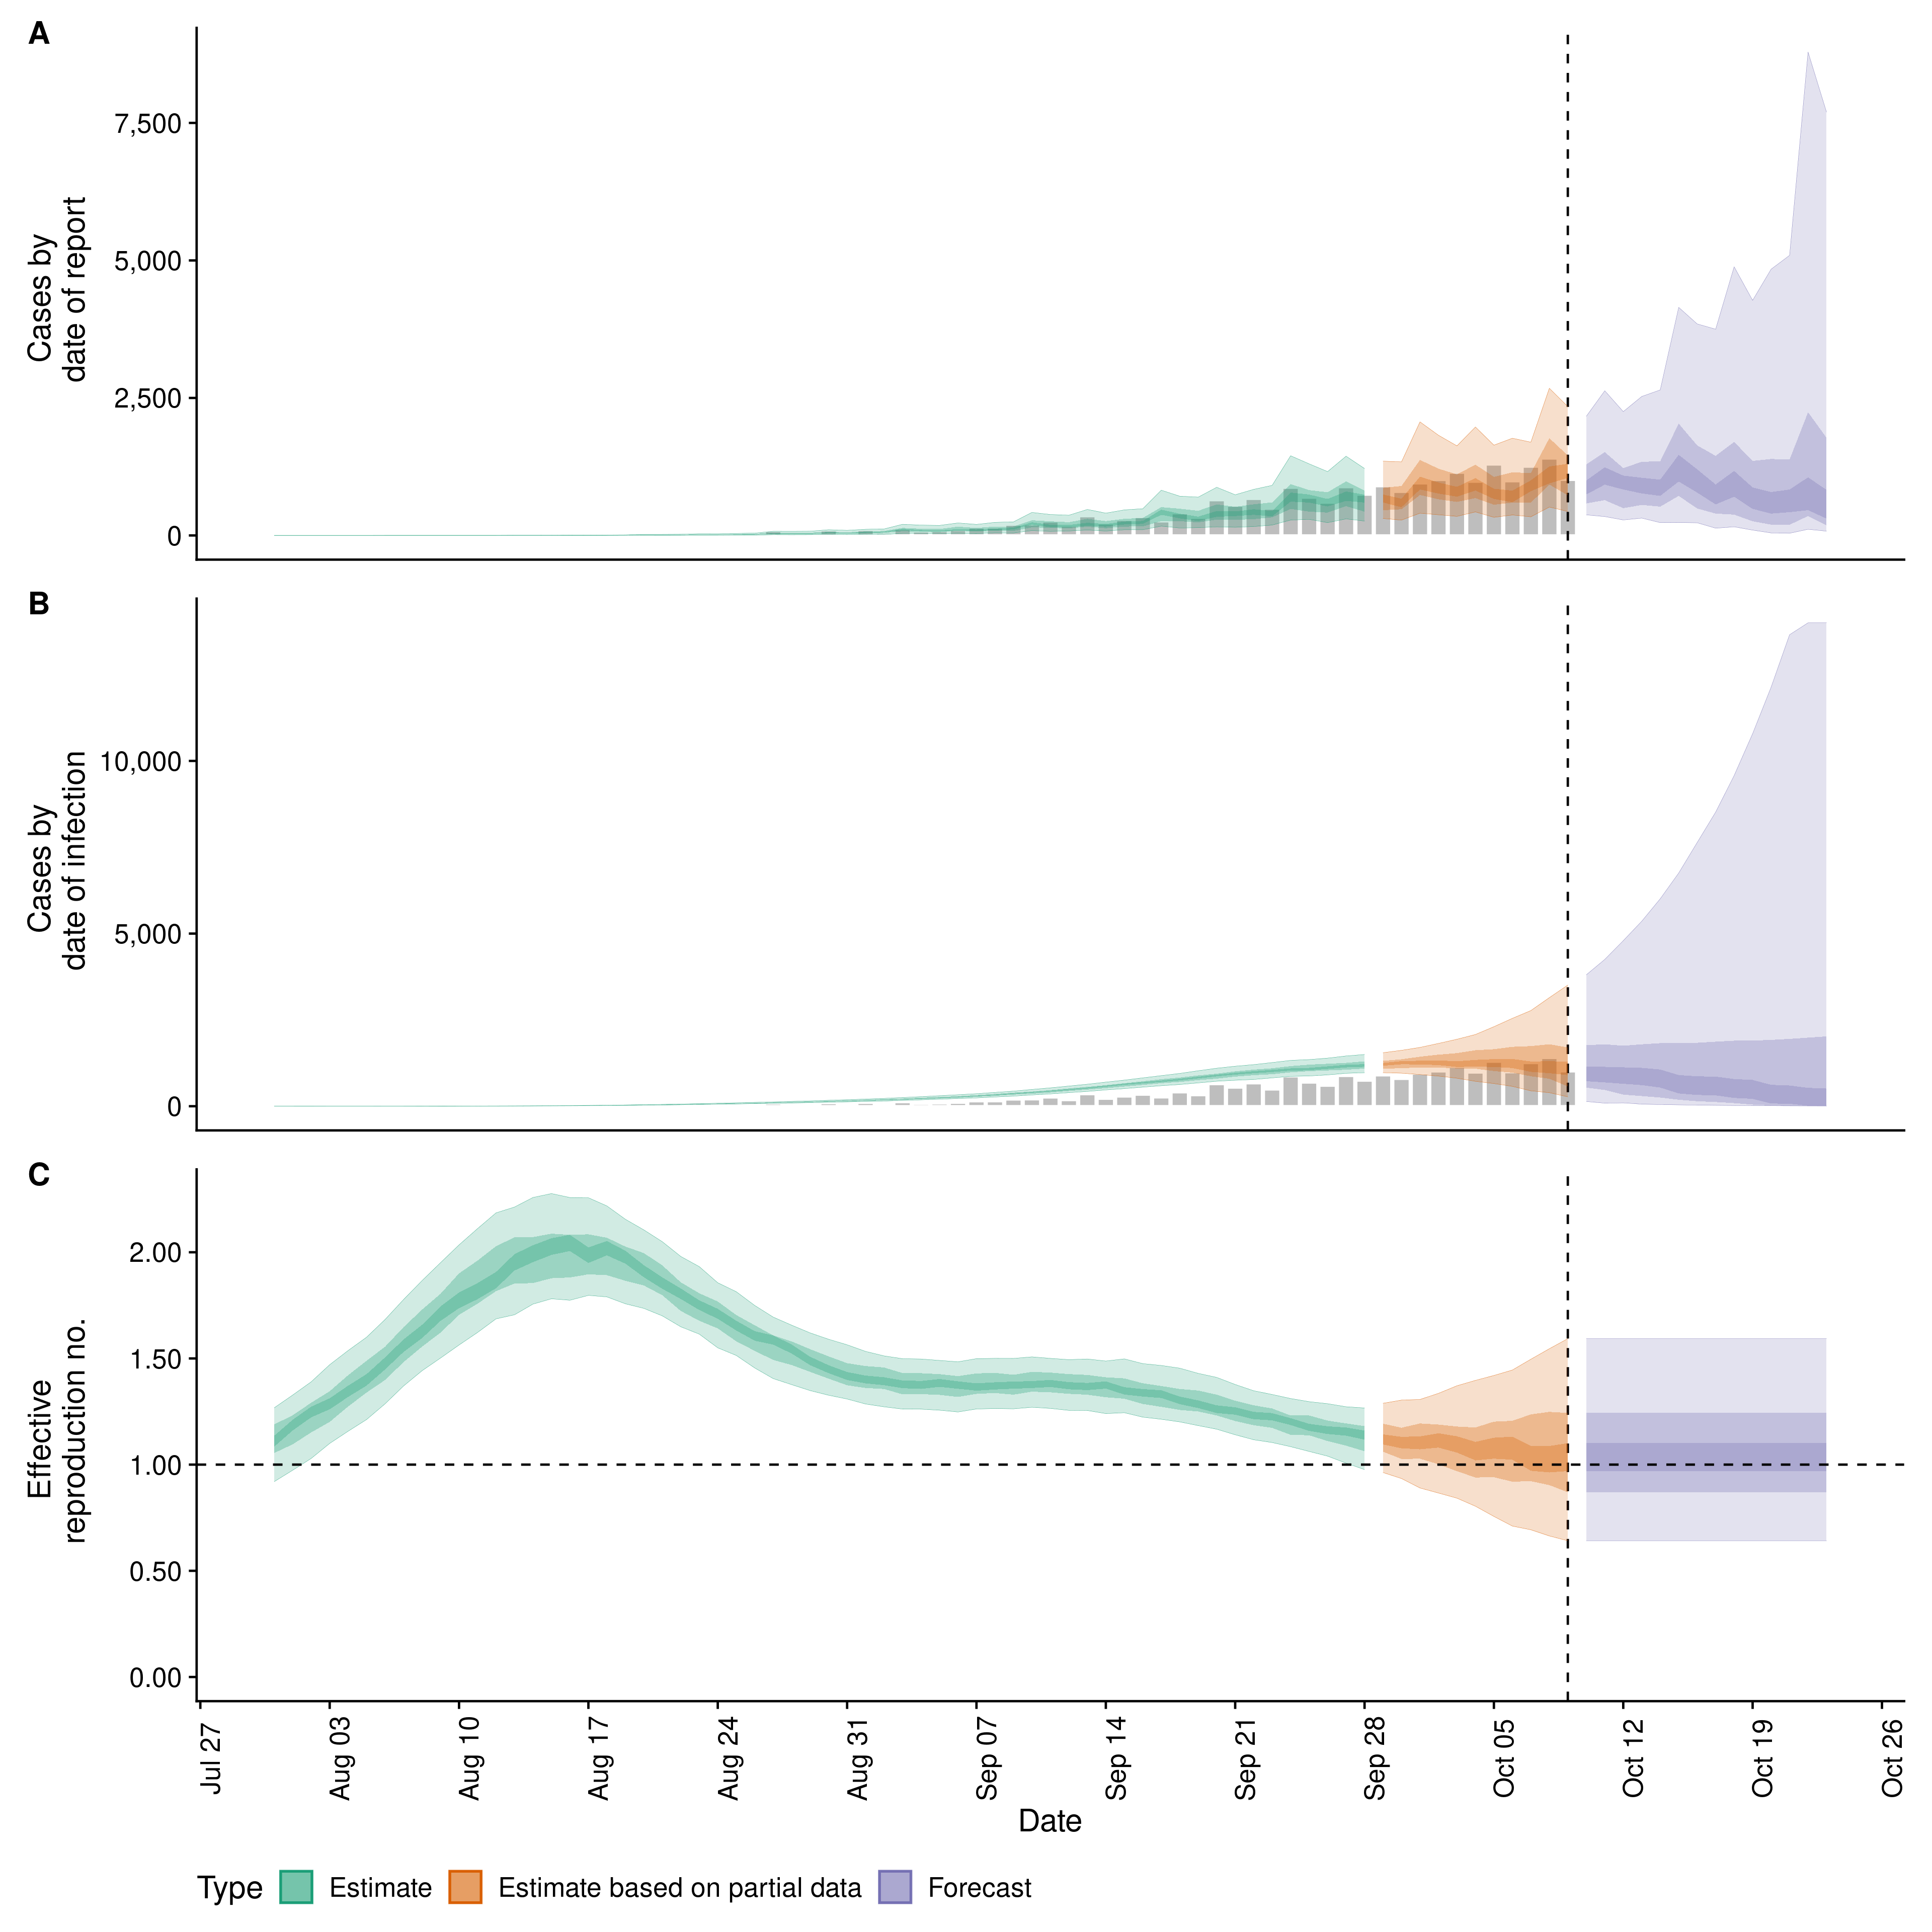 A
Cases by
date of report
7,500
5,000
2,500
0
B
Cases by
date of infection
10,000
5,000
0
C
Effective
reproduction no.
2.00
1.50
1.00
0.50
0.00
Jul 27
Aug 03
Aug 10
Aug 17
Aug 24
Aug 31
Sep 07
Sep 14
Sep 21
Sep 28
Oct 05
Oct 12
Oct 19
Oct 26
Date
Type Estimate Estimate based on partial data Forecast